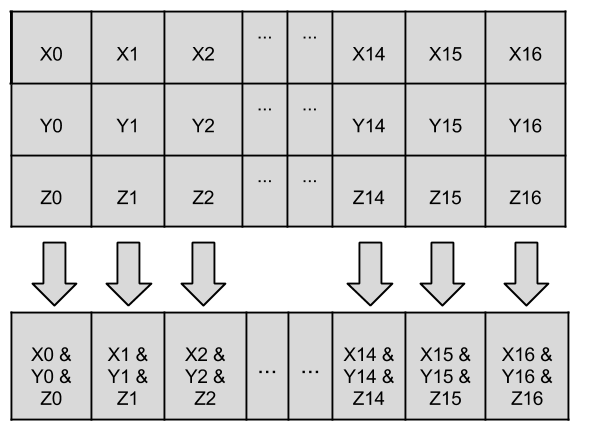 X0 X1 X2 ... ... X14 X15 X16
Y0 Y1 Y2 ... ... Y14 Y15 Y16
Z0 Z1 Z2 ... ... Z14 Z15 Z16
X0 & X1 & X2 & X14 & X15 & X16 &
Y0 & Y1 & Y2 & ... ... Y14 & Y15 & Y16 &
Z0 Z1 Z2 Z14 Z15 Z16